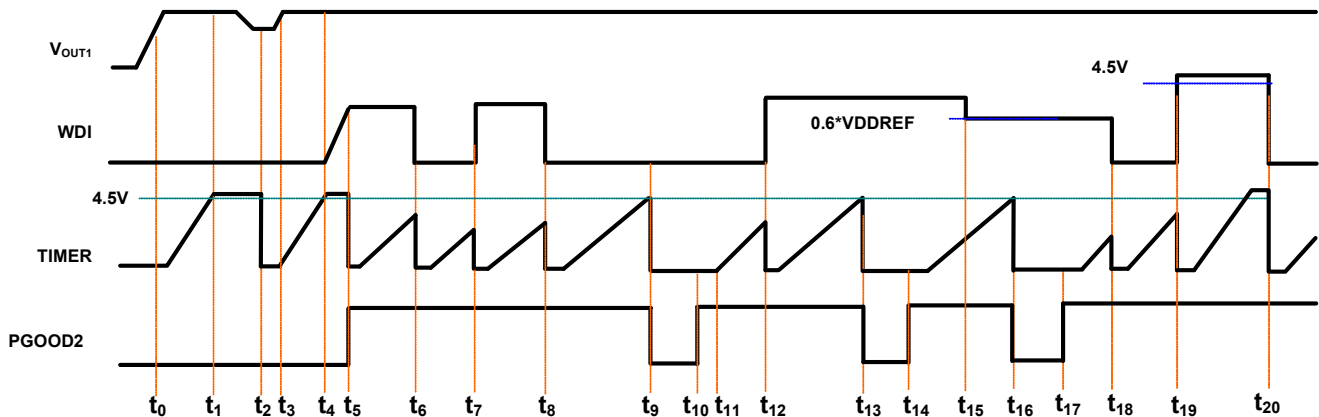 VOUT1
4.5V
WDI
0.6*VDDREF
4.5V
TIMER
PGOOD2
t0 t1 t2 t3 t4 t5 t6 t7 t8 t9 t10 t11 t12 t13 t14 t15 t16 t17 t18 t19 t20